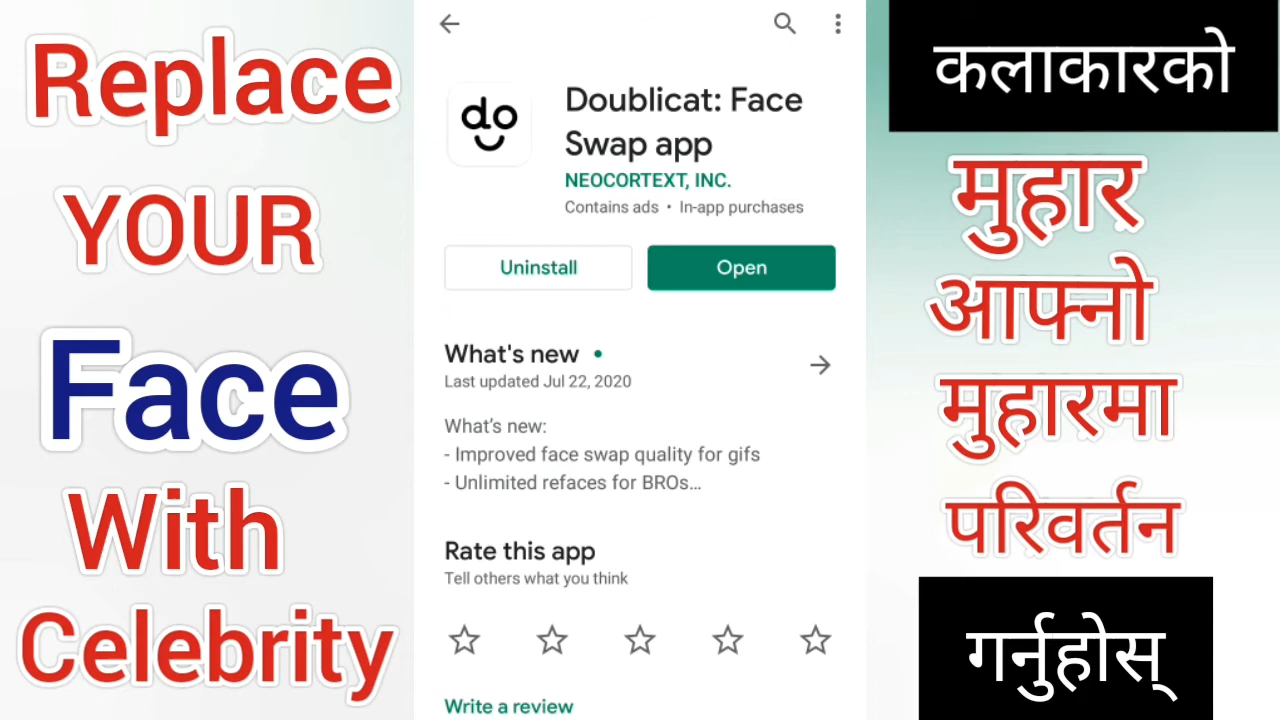 Replace
YOUR
Face
With
Celebrity
do
Doublicat: Face
Swap app
NEOCORTEXT, INC.
Contains ads • In-app purchases
Uninstall
Open
What's new •
Last updated Jul 22, 2020
What's new:
- Improved face swap quality for gifs
- Unlimited refaces for BROs...
Rate this app
Tell others what you think
Write a review
कलाकारको
मुहार
आफ्नो
मुहारमा
परिवर्तन
गर्नुहोस्